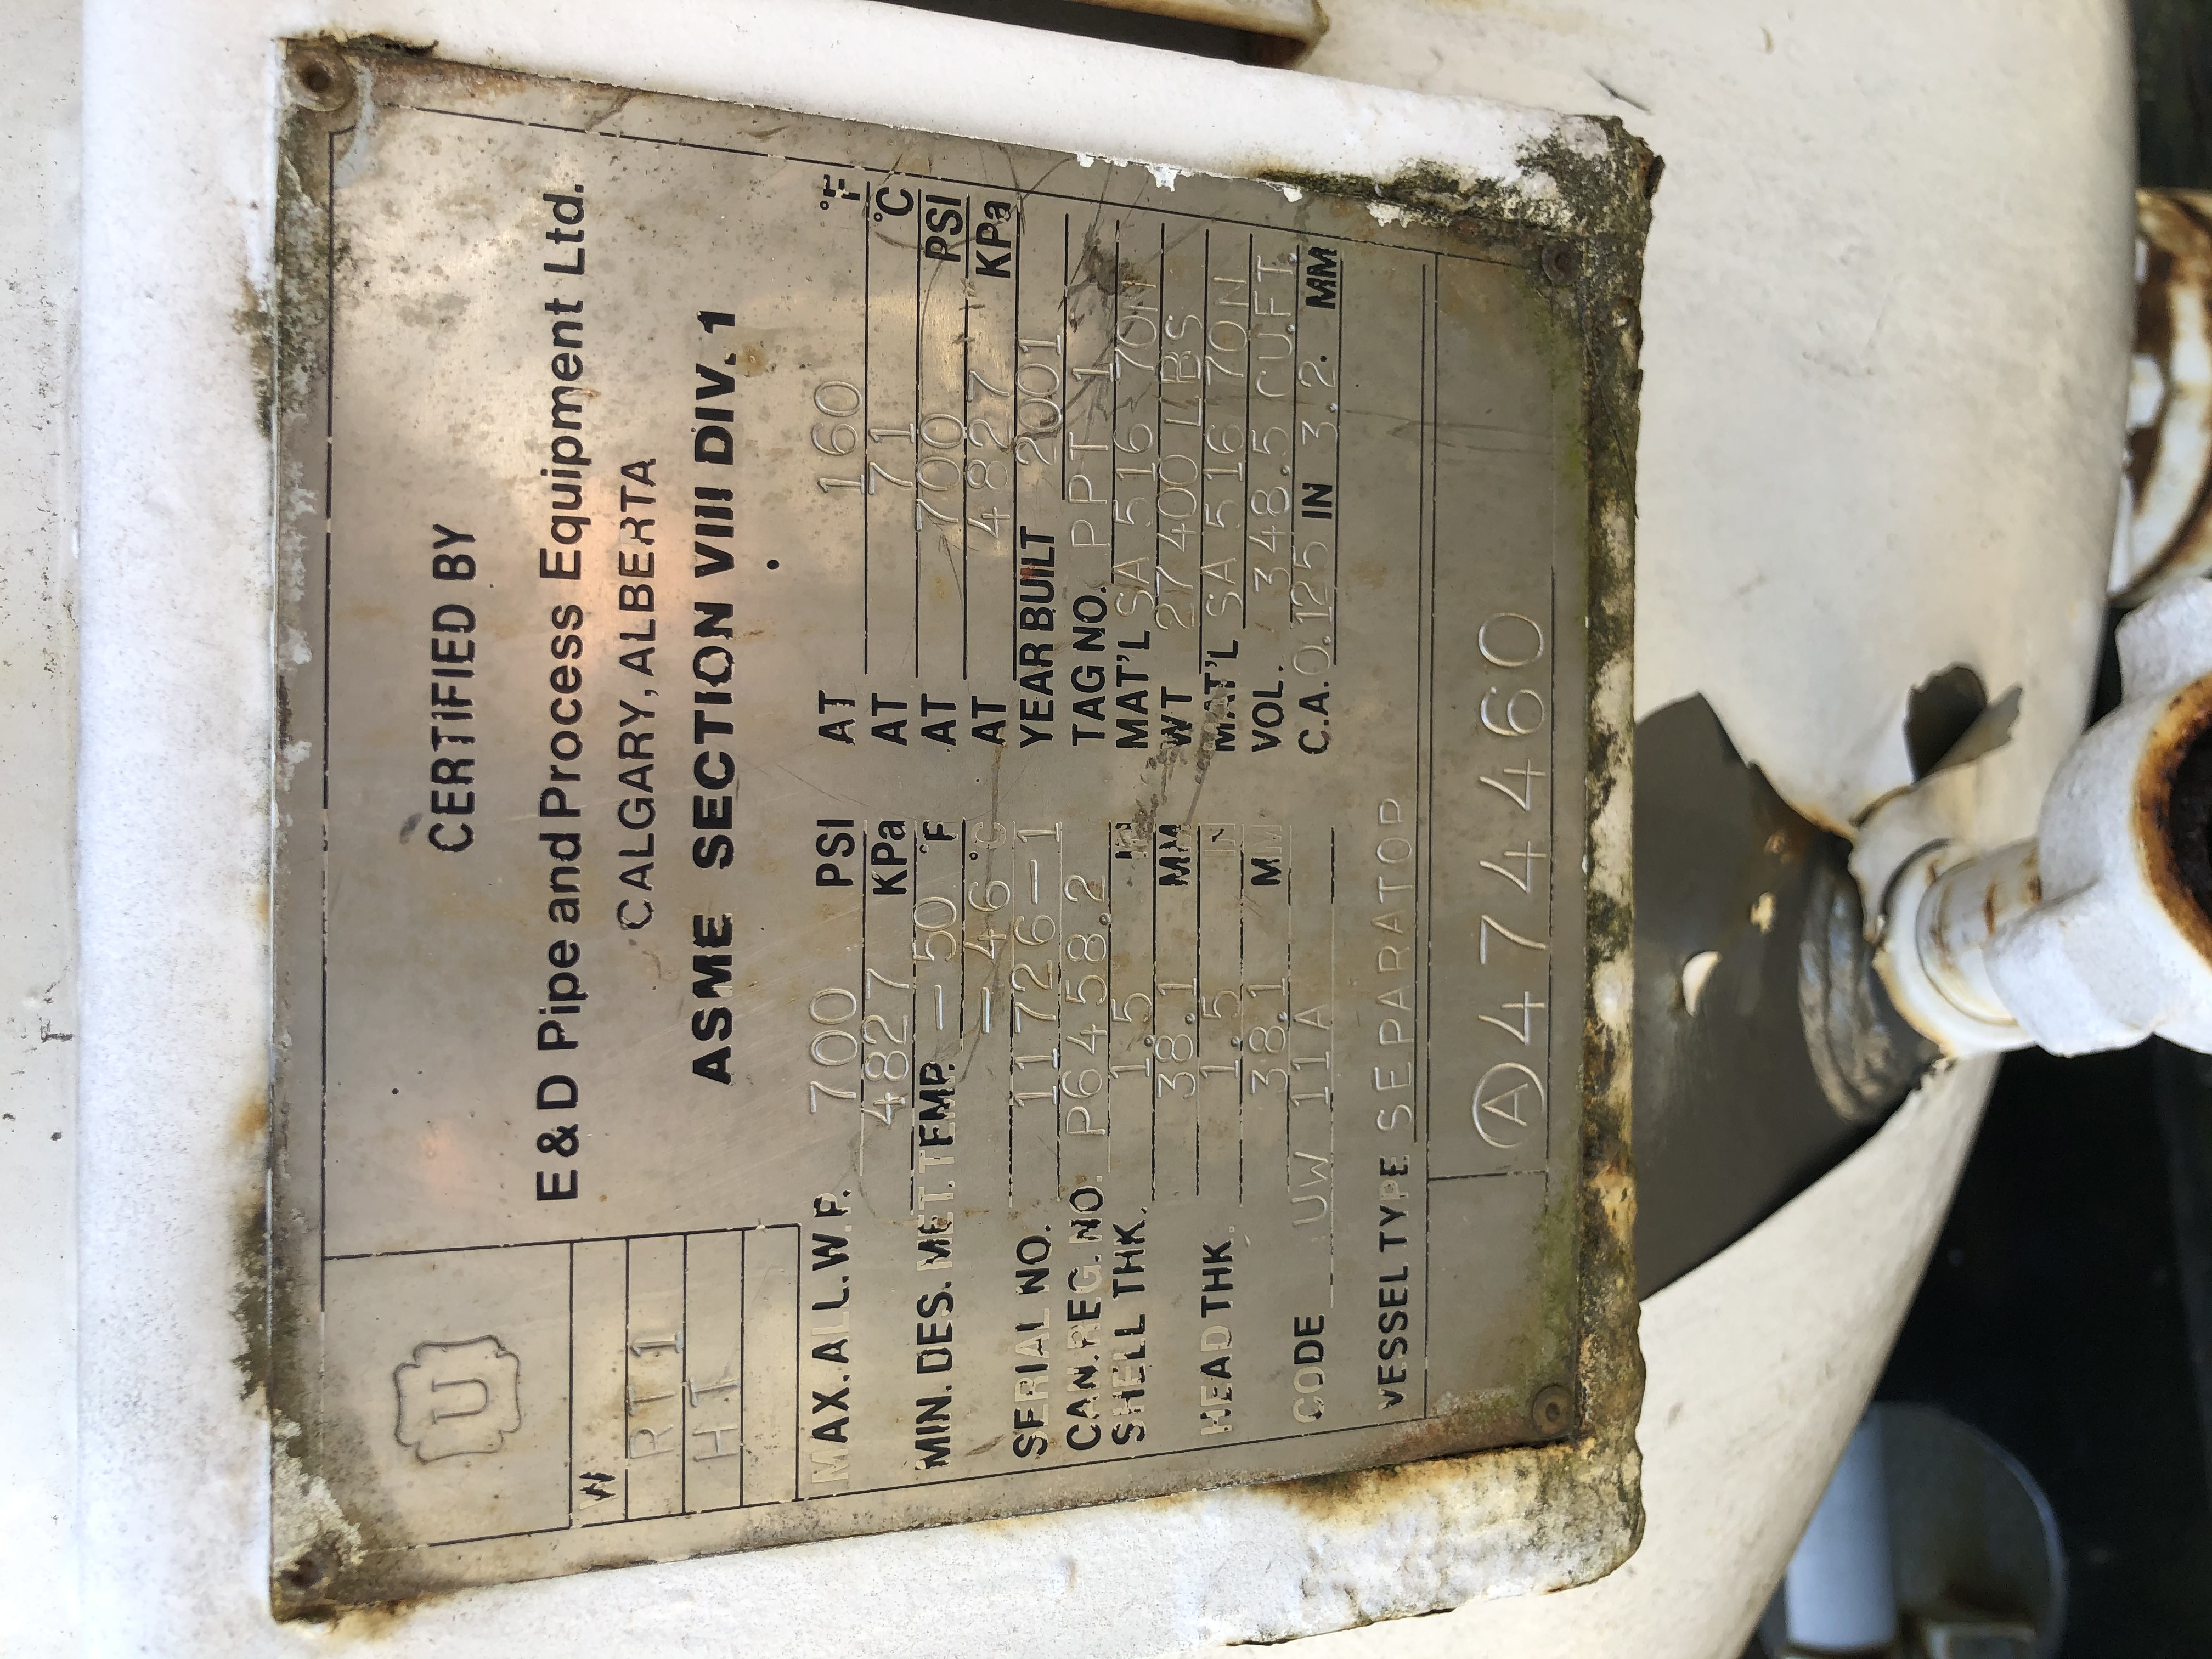 U
W
RT1
HT
CERTIFIED BY
E & D Pipe and Process Equipment Ltd.
CALGARY, ALBERTA
ASME SECTION VIII DIV. 1
MAX. ALL.W.P. 700 PSI AT 160 °F
4827 KPa AT 71 °C
MIN. DES. MET. TEMP. -50 °F AT 700 PSI
-46 °C AT 4827 KPa
SERIAL NO. 11726-1 YEAR BUILT 2001
CAN. REG. NO. P6458.2 TAG NO. PPT 1
SHELL THK. 1.5 IN MAT'L SA 516 70N
38.1 MM WT 27400 LBS
HEAD THK. 1.5 IN MAT'L SA 516 70N
38.1 MM VOL. 348.5 CU.FT.
CODE UW 11A C.A. 0.125 IN 3.2 MM
VESSEL TYPE SEPARATOR
A 474460